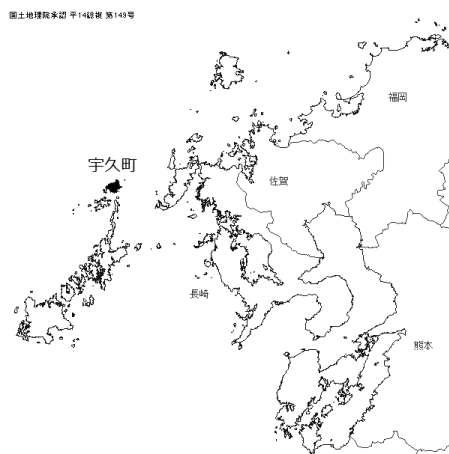 国土地理院承認 平14総複 第149号
福岡
宇久町
佐賀
長崎
熊本